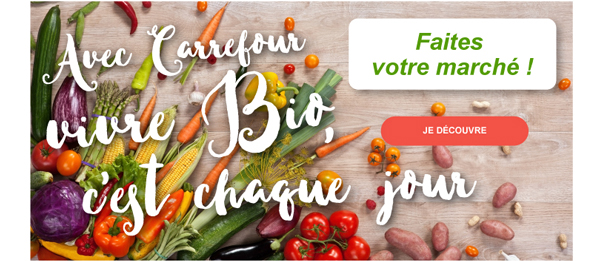 Avec Carrefour
vivre Bio,
c'est chaque jour
Faites
votre marché !
JE DÉCOUVRE